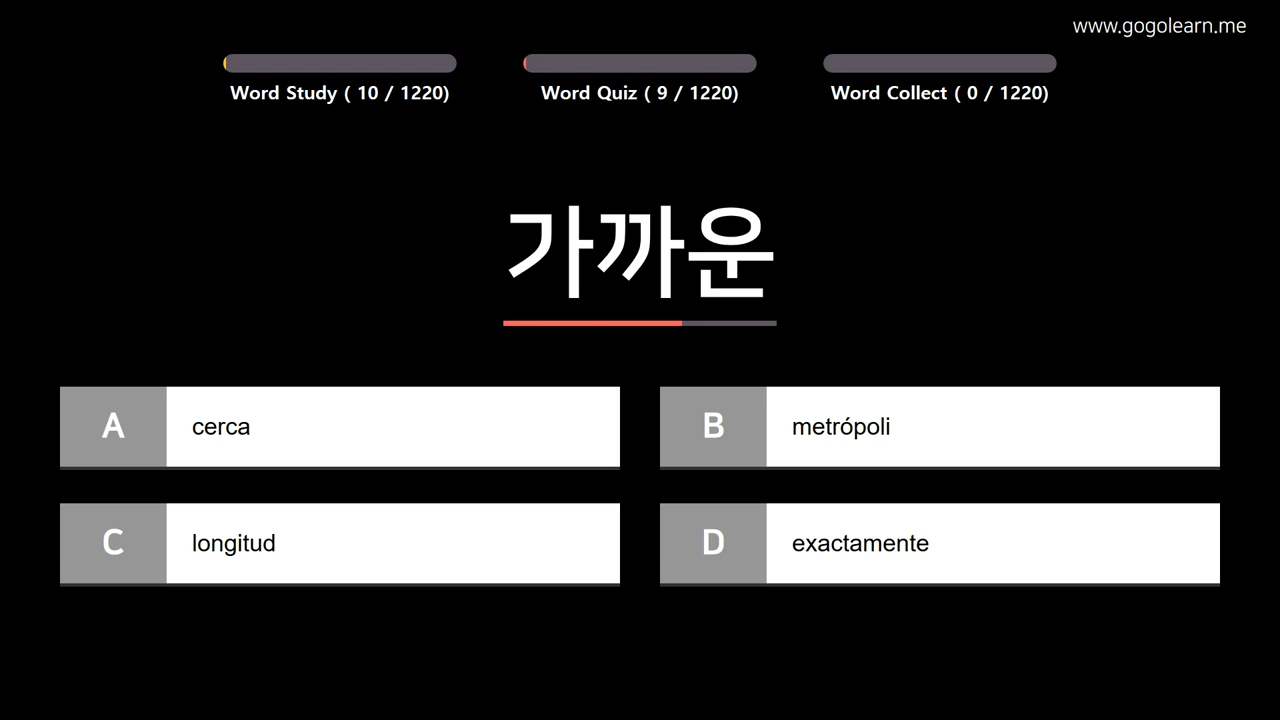 www.gogolearn.me
Word Study ( 10 / 1220)
Word Quiz ( 9 / 1220)
Word Collect ( 0 / 1220)
가까운
A cerca
B metrópoli
C longitud
D exactamente